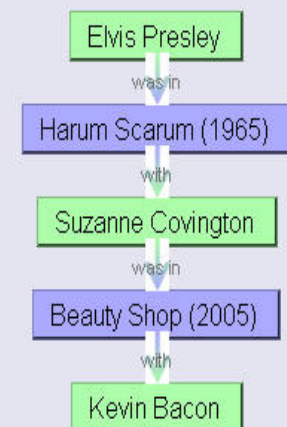 Elvis Presley
was in
Harum Scarum (1965)
with
Suzanne Covington
was in
Beauty Shop (2005)
with
Kevin Bacon